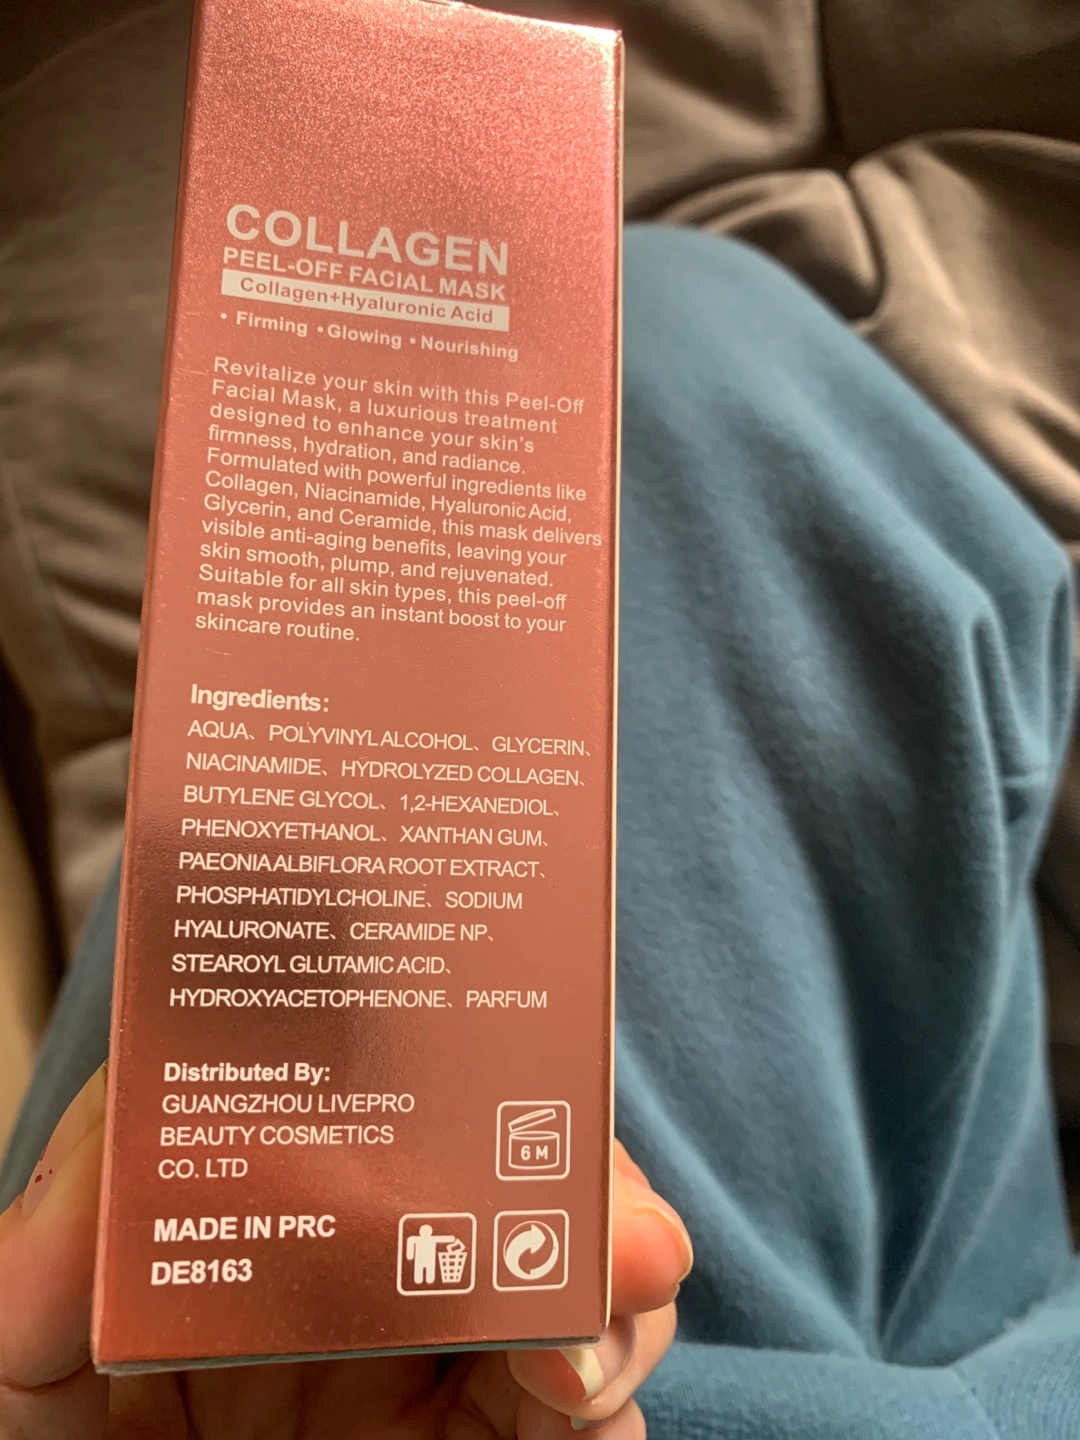 COLLAGEN
PEEL-OFF FACIAL MASK
Collagen+Hyaluronic Acid
• Firming • Glowing • Nourishing
Revitalize your skin with this Peel-Off
Facial Mask, a luxurious treatment
designed to enhance your skin's
firmness, hydration, and radiance.
Formulated with powerful ingredients like
Collagen, Niacinamide, Hyaluronic Acid,
Glycerin, and Ceramide, this mask delivers
visible anti-aging benefits, leaving your
skin smooth, plump, and rejuvenated.
Suitable for all skin types, this peel-off
mask provides an instant boost to your
skincare routine.
Ingredients:
AQUA、POLYVINYL ALCOHOL、GLYCERIN、
NIACINAMIDE、HYDROLYZED COLLAGEN、
BUTYLENE GLYCOL、1,2-HEXANEDIOL、
PHENOXYETHANOL、XANTHAN GUM、
PAEONIA ALBIFLORA ROOT EXTRACT、
PHOSPHATIDYLCHOLINE、SODIUM
HYALURONATE、CERAMIDE NP、
STEAROYL GLUTAMIC ACID、
HYDROXYACETOPHENONE、PARFUM
Distributed By:
GUANGZHOU LIVEPRO
BEAUTY COSMETICS
CO. LTD
6 M
MADE IN PRC
DE8163